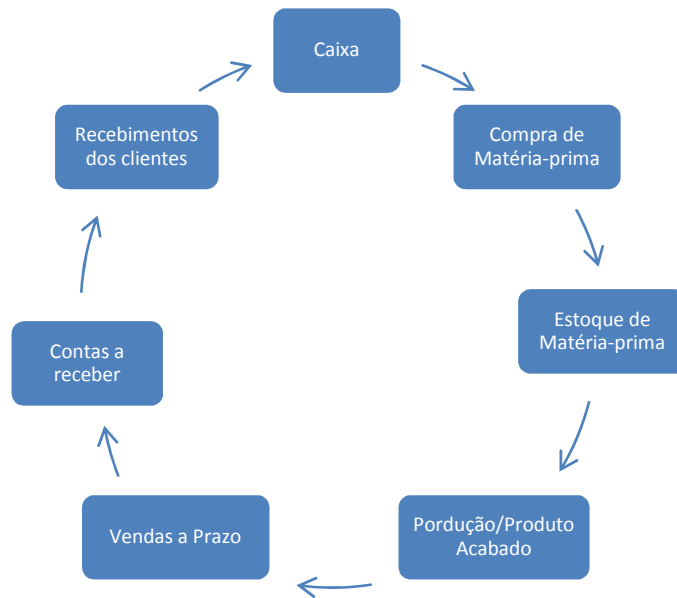 Caixa
Compra de
Matéria-prima
Estoque de
Matéria-prima
Pordução/Produto
Acabado
Vendas a Prazo
Contas a
receber
Recebimentos
dos clientes